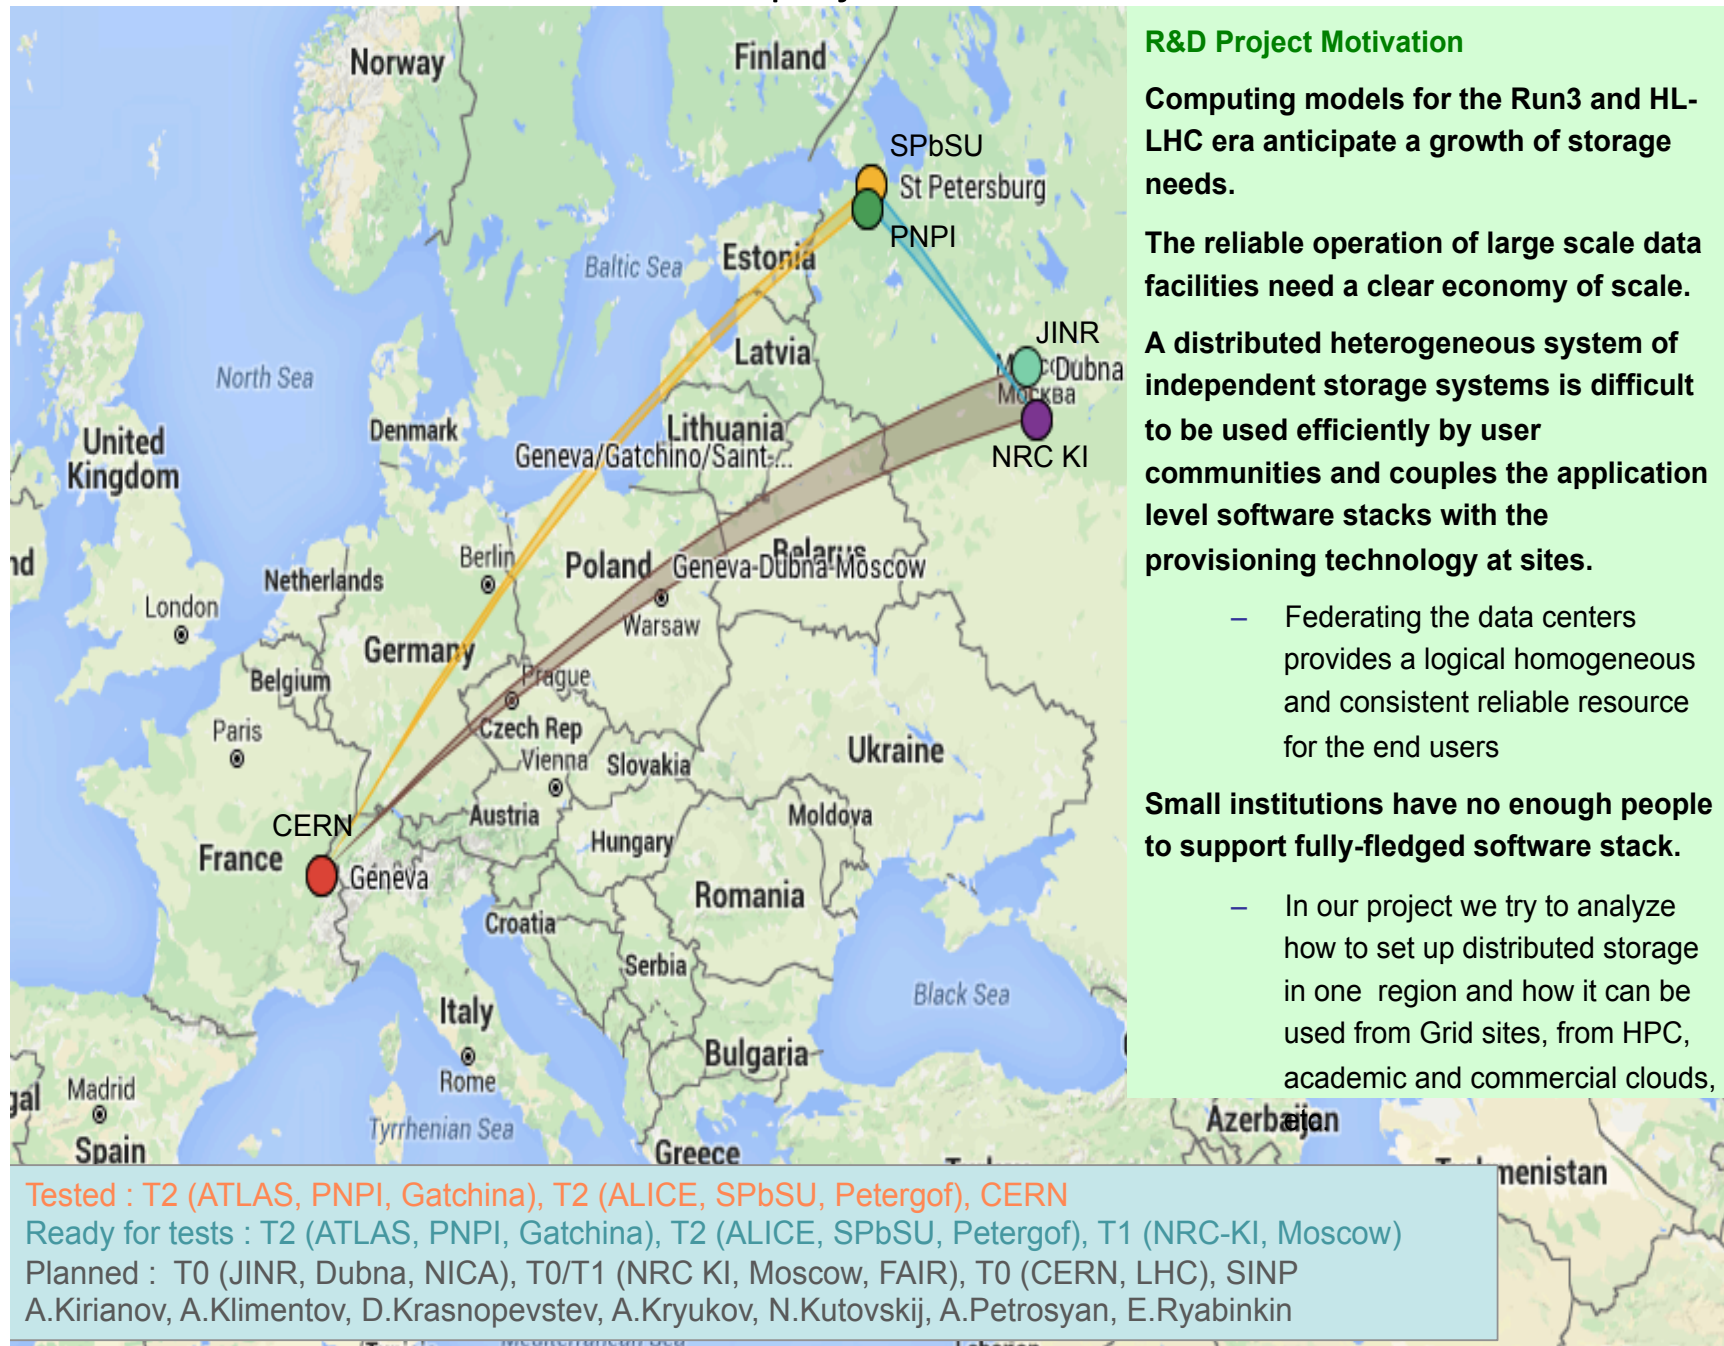 Norway
Finland
SPbSU
St Petersburg
PNPI
Estonia
Baltic Sea
JINR
Dubna
Москва
Latvia
North Sea
Denmark
Lithuania
Geneva/Gatchino/Saint-...
NRC KI
United
Kingdom
Berlin
Poland
Belarus
Geneva-Dubna-Moscow
Netherlands
London
Warsaw
Germany
Belgium
Prague
Paris
Czech Rep
Vienna
Slovakia
Ukraine
Austria
Moldova
CERN
Hungary
France
Geneva
Romania
Croatia
Serbia
Black Sea
Italy
Bulgaria
Rome
Madrid
Tyrrhenian Sea
Spain
Greece
R&D Project Motivation
Computing models for the Run3 and HL-
LHC era anticipate a growth of storage
needs.
The reliable operation of large scale data
facilities need a clear economy of scale.
A distributed heterogeneous system of
independent storage systems is difficult
to be used efficiently by user
communities and couples the application
level software stacks with the
provisioning technology at sites.
– Federating the data centers
provides a logical homogeneous
and consistent reliable resource
for the end users
Small institutions have no enough people
to support fully-fledged software stack.
– In our project we try to analyze
how to set up distributed storage
in one region and how it can be
used from Grid sites, from HPC,
academic and commercial clouds,
etc.
Azerbaijan
Tested : T2 (ATLAS, PNPI, Gatchina), T2 (ALICE, SPbSU, Petergof), CERN
Ready for tests : T2 (ATLAS, PNPI, Gatchina), T2 (ALICE, SPbSU, Petergof), T1 (NRC-KI, Moscow)
Planned : T0 (JINR, Dubna, NICA), T0/T1 (NRC KI, Moscow, FAIR), T0 (CERN, LHC), SINP
A.Kirianov, A.Klimentov, D.Krasnopevstev, A.Kryukov, N.Kutovskij, A.Petrosyan, E.Ryabinkin